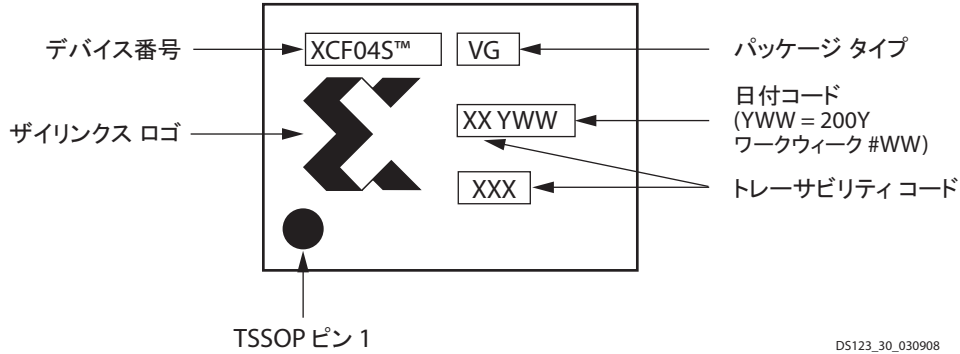 デバイス番号
XCF04S™
VG
パッケージ タイプ
ザイリンクス ロゴ
XX YWW
日付コード
(YWW = 200Y
ワークウィーク #WW)
XXX
トレーサビリティ コード
TSSOP ピン 1
DS123_30_030908